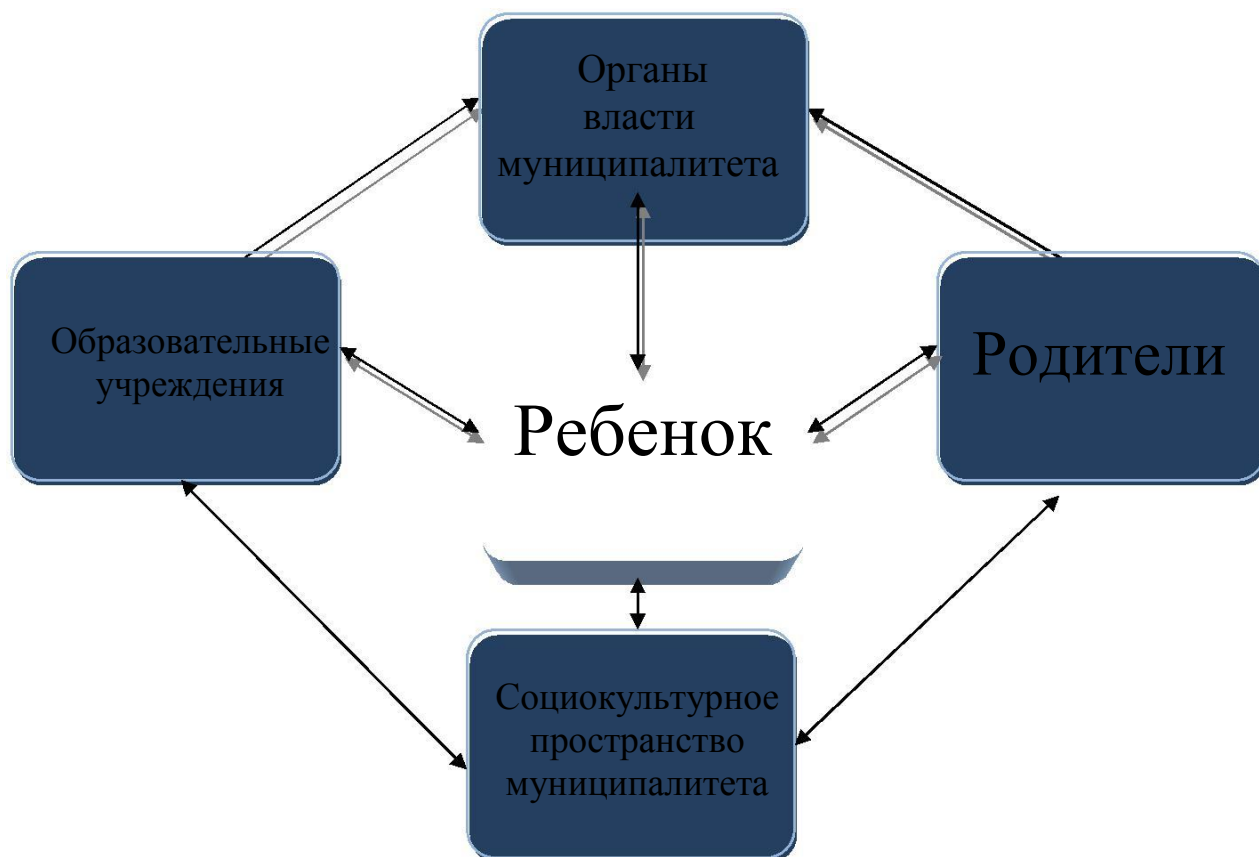 Органы
власти
муниципалитета
Образовательные
учреждения
Родители
Ребенок
Социокультурное
пространство
муниципалитета